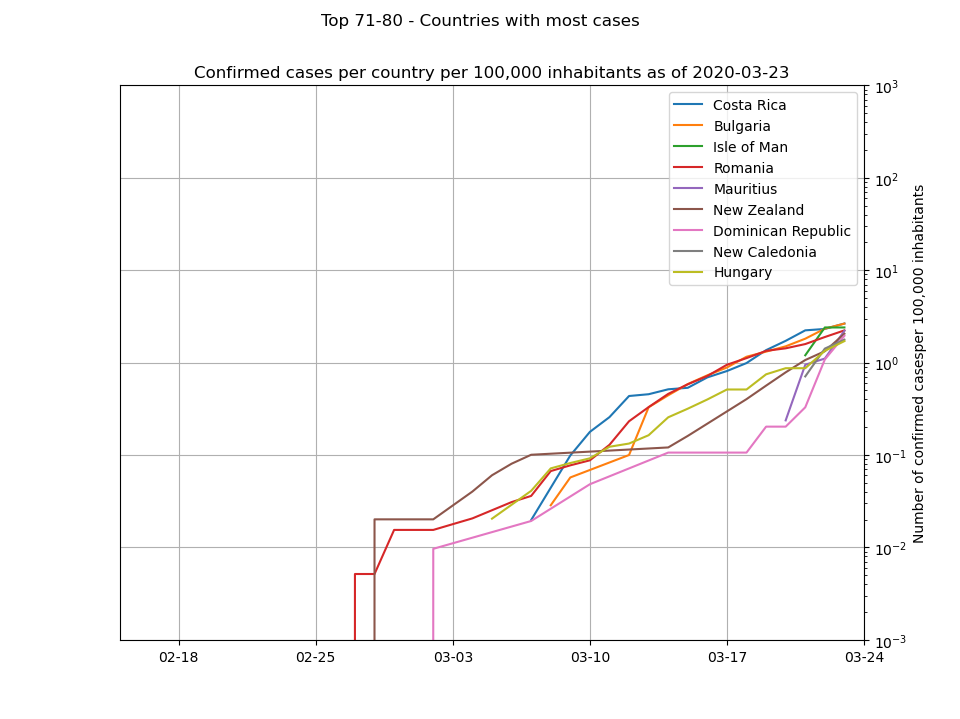 Top 71-80 - Countries with most cases
Confirmed cases per country per 100,000 inhabitants as of 2020-03-23
Costa Rica
Bulgaria
Isle of Man
Romania
Mauritius
New Zealand
Dominican Republic
New Caledonia
Hungary
10³
10²
10¹
10⁰
10⁻¹
10⁻²
10⁻³
Number of confirmed casesper 100,000 inhabitants
02-18 02-25 03-03 03-10 03-17 03-24